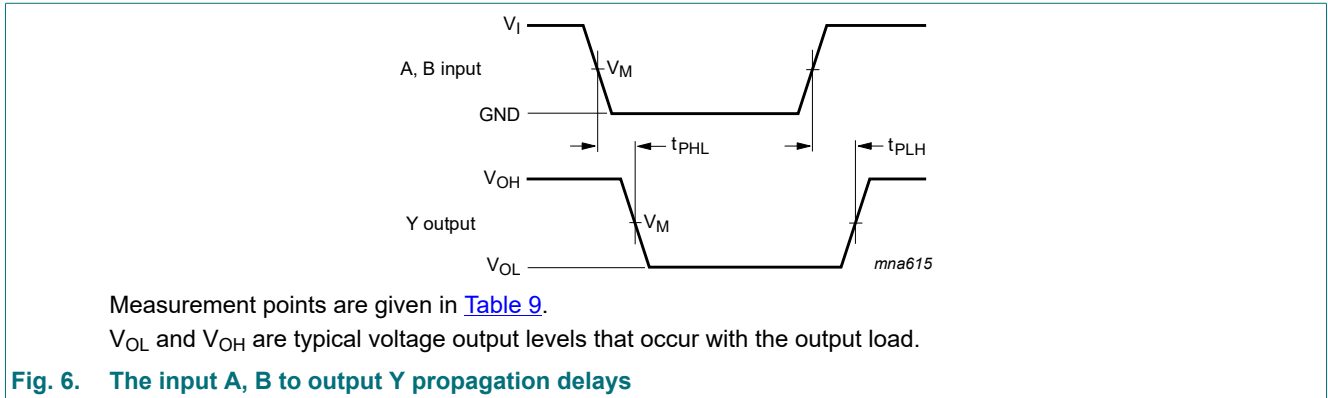 V_I
A, B input
V_M
GND
t_PHL
t_PLH
V_OH
Y output
V_M
V_OL
mna615
Measurement points are given in Table 9.
V_OL and V_OH are typical voltage output levels that occur with the output load.
Fig. 6. The input A, B to output Y propagation delays